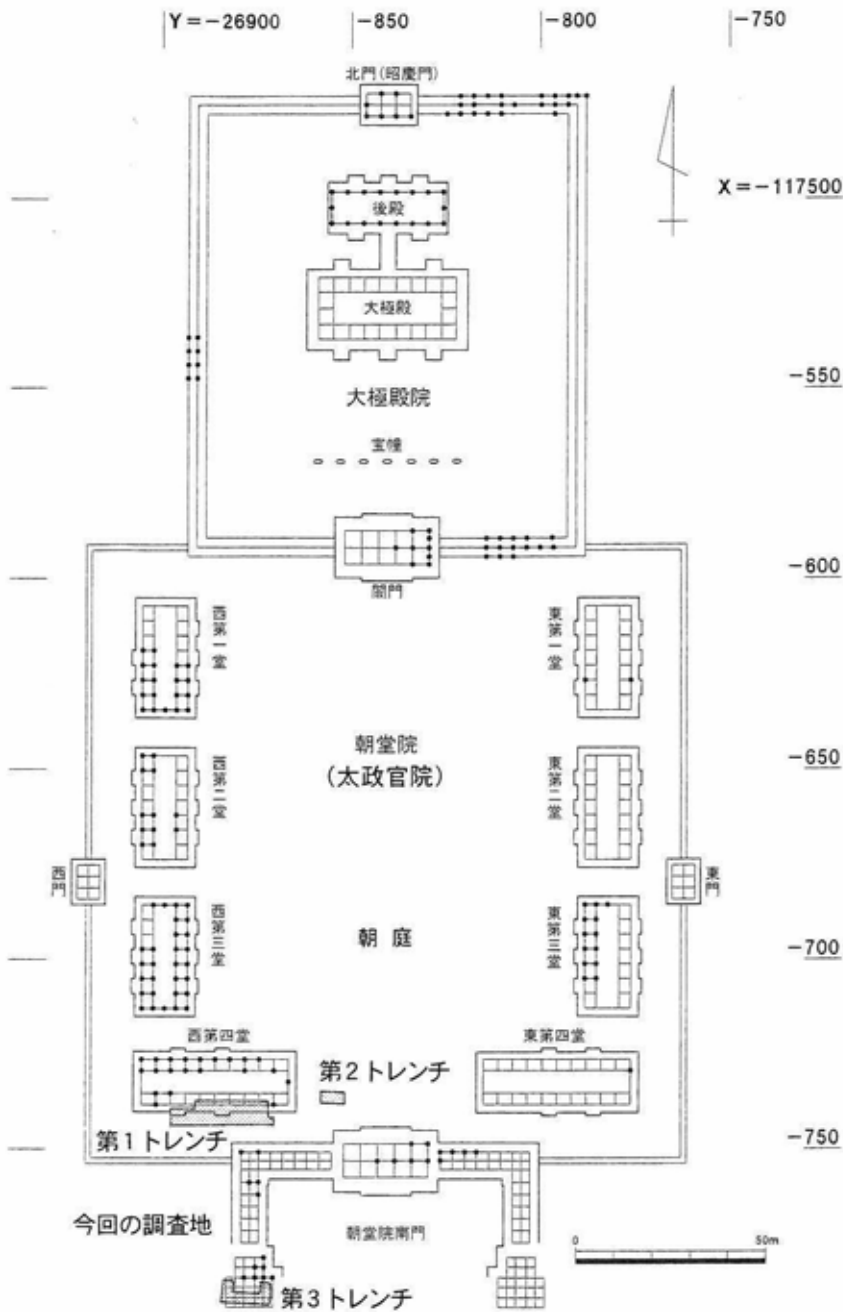 Y=-26900
-850
-800
-750
北門(昭慶門)
X=-117500
後殿
大極殿
-550
大極殿院
宝幢
-600
閤門
西第一堂
東第一堂
朝堂院
(太政官院)
-650
西第二堂
東第二堂
西門
東門
西第三堂
東第三堂
朝庭
-700
西第四堂
東第四堂
第2トレンチ
第1トレンチ
-750
今回の調査地
朝堂院南門
0
50m
第3トレンチ